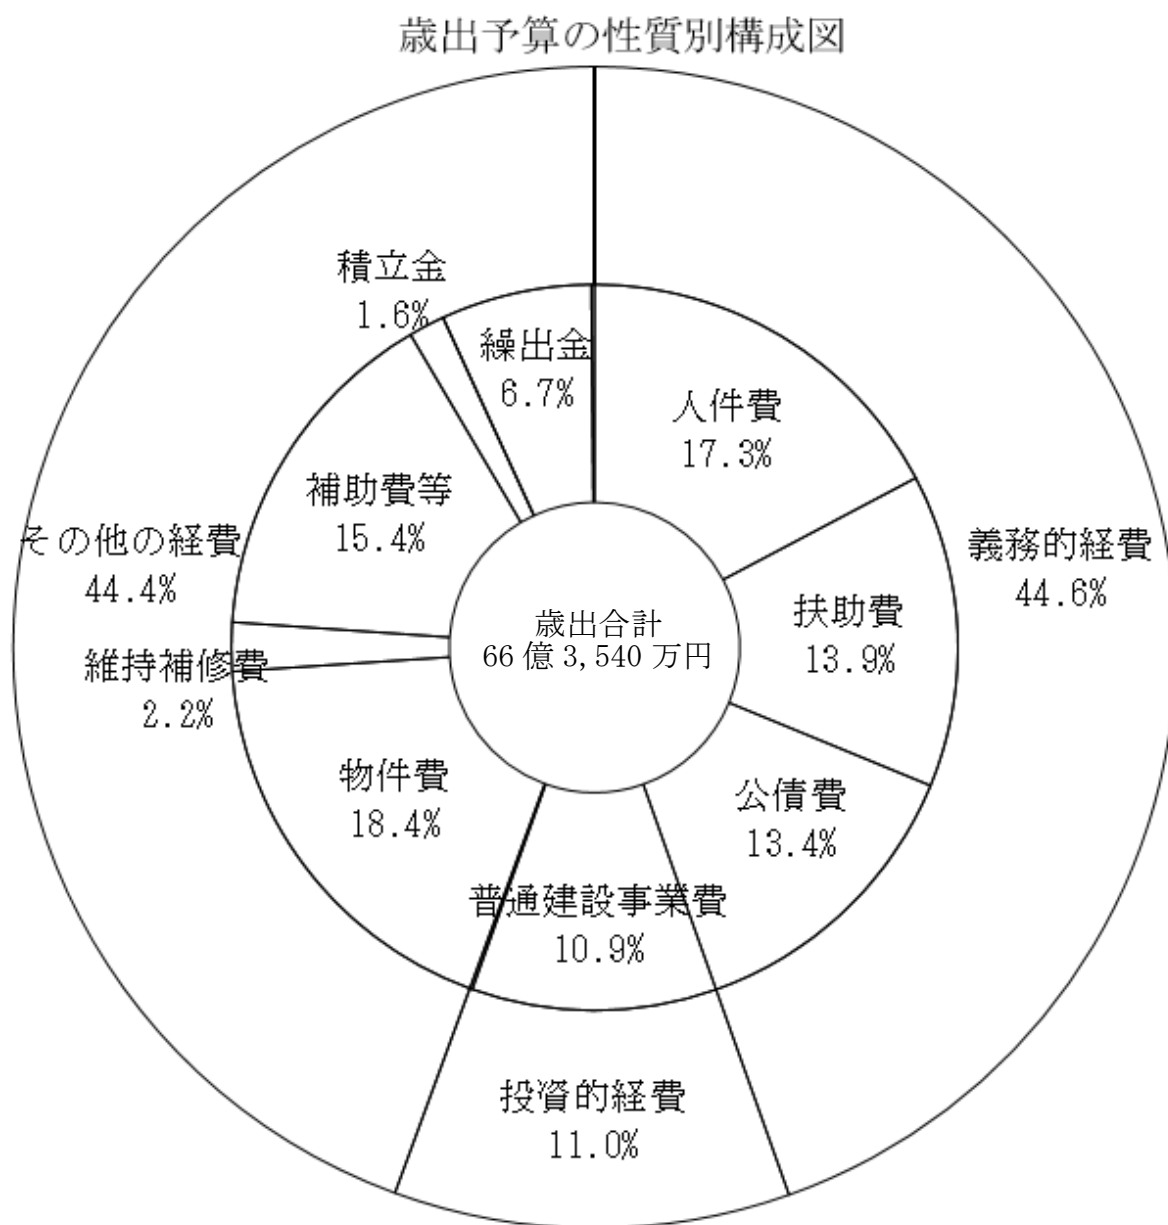 歳出予算の性質別構成図
積立金
1.6%
繰出金
6.7%
人件費
17.3%
補助費等
15.4%
その他の経費
44.4%
義務的経費
44.6%
扶助費
13.9%
歳出合計
66億3,540万円
維持補修費
2.2%
物件費
18.4%
公債費
13.4%
普通建設事業費
10.9%
投資的経費
11.0%